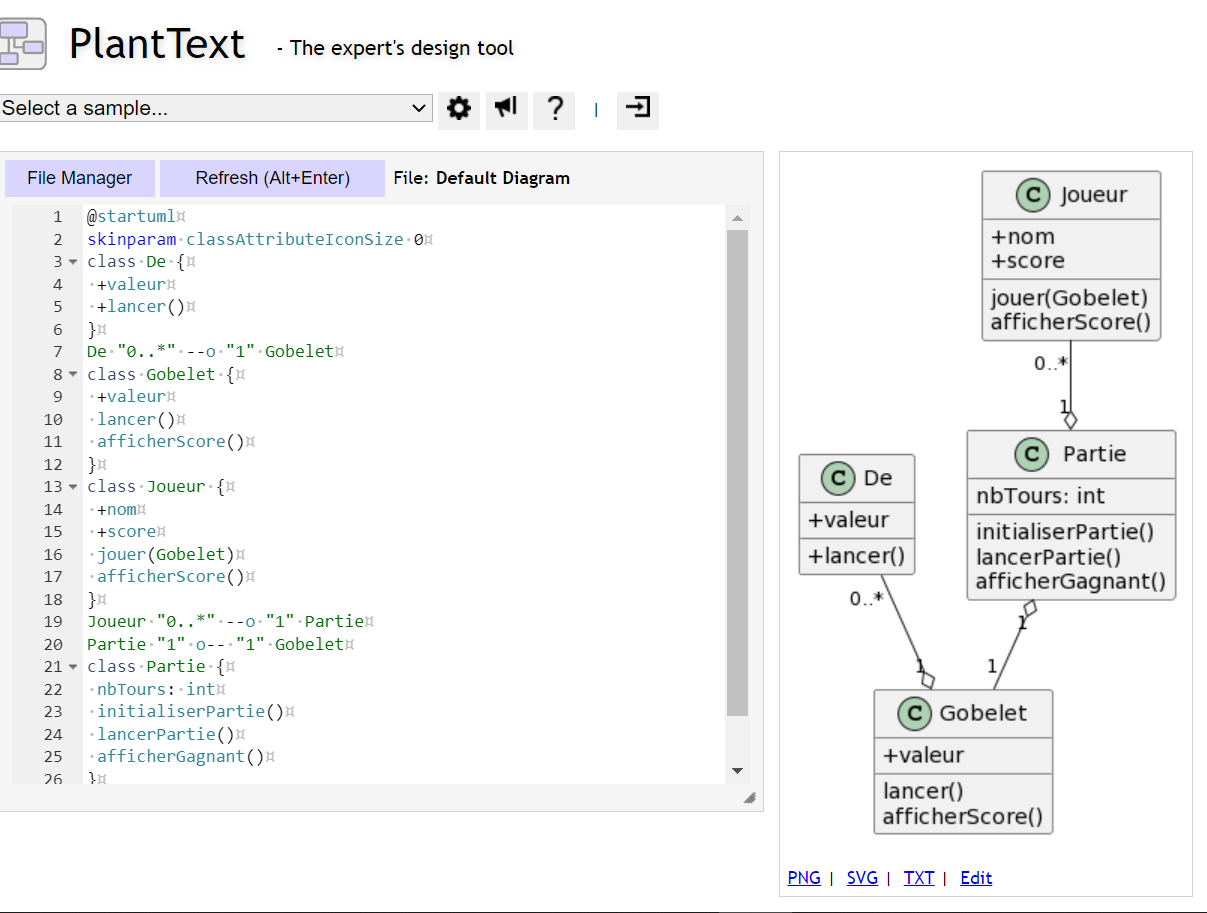 PlantText - The expert's design tool
Select a sample... ? |
File Manager Refresh (Alt+Enter) File: Default Diagram
1 @startuml¤
2 skinparam·classAttributeIconSize·0¤
3 class·De·{¤
4 ·+valeur¤
5 ·+lancer()¤
6 }¤
7 De·"0..*"·--o·"1"·Gobelet¤
8 class·Gobelet·{¤
9 ·+valeur¤
10 ·lancer()¤
11 ·afficherScore()¤
12 }¤
13 class·Joueur·{¤
14 ·+nom¤
15 ·+score¤
16 ·jouer(Gobelet)¤
17 ·afficherScore()¤
18 }¤
19 Joueur·"0..*"·--o·"1"·Partie¤
20 Partie·"1"·o--·"1"·Gobelet¤
21 class·Partie·{¤
22 ·nbTours:·int¤
23 ·initialiserPartie()¤
24 ·lancerPartie()¤
25 ·afficherGagnant()¤
26 }¤
C Joueur
+nom
+score
jouer(Gobelet)
afficherScore()
0..*
1
C Partie
nbTours: int
initialiserPartie()
lancerPartie()
afficherGagnant()
C De
+valeur
+lancer()
0..*
1
1
1
C Gobelet
+valeur
lancer()
afficherScore()
PNG | SVG | TXT | Edit